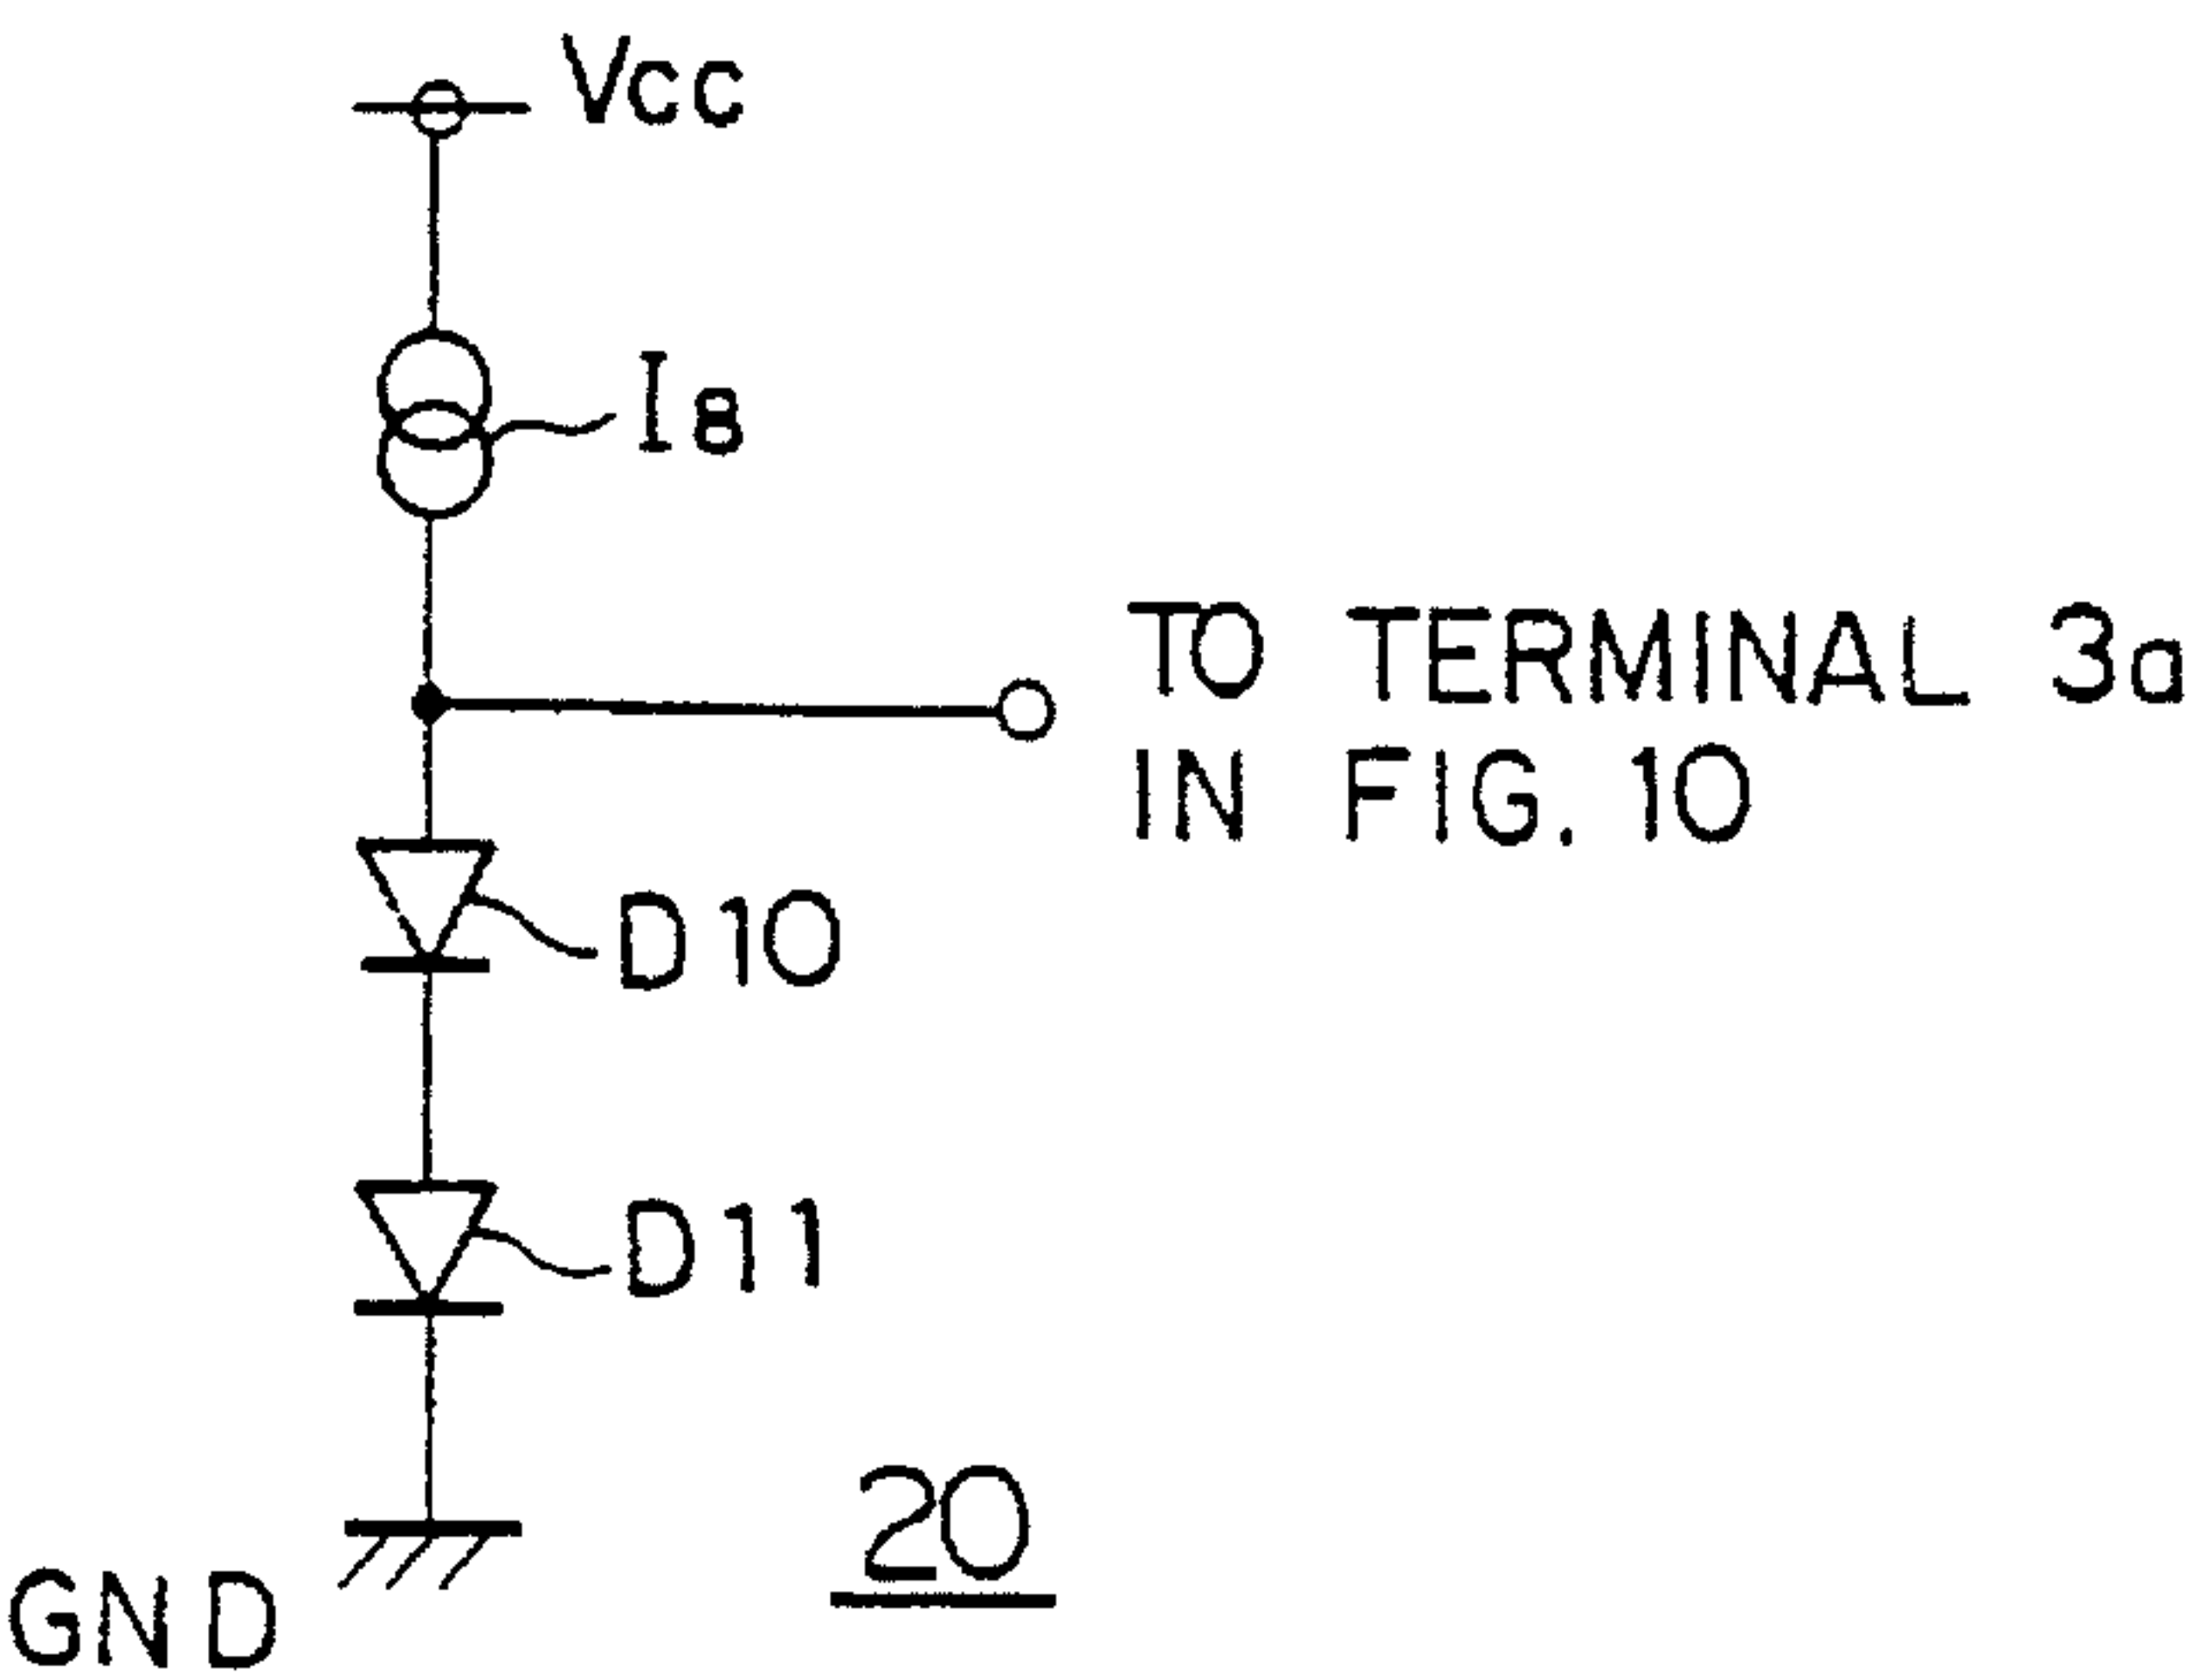 Vcc
I8
TO TERMINAL 3a
IN FIG. 10
D10
D11
20
GND